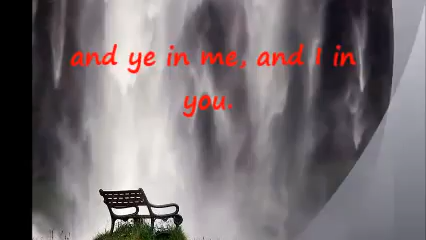 and ye in me, and I in
you.